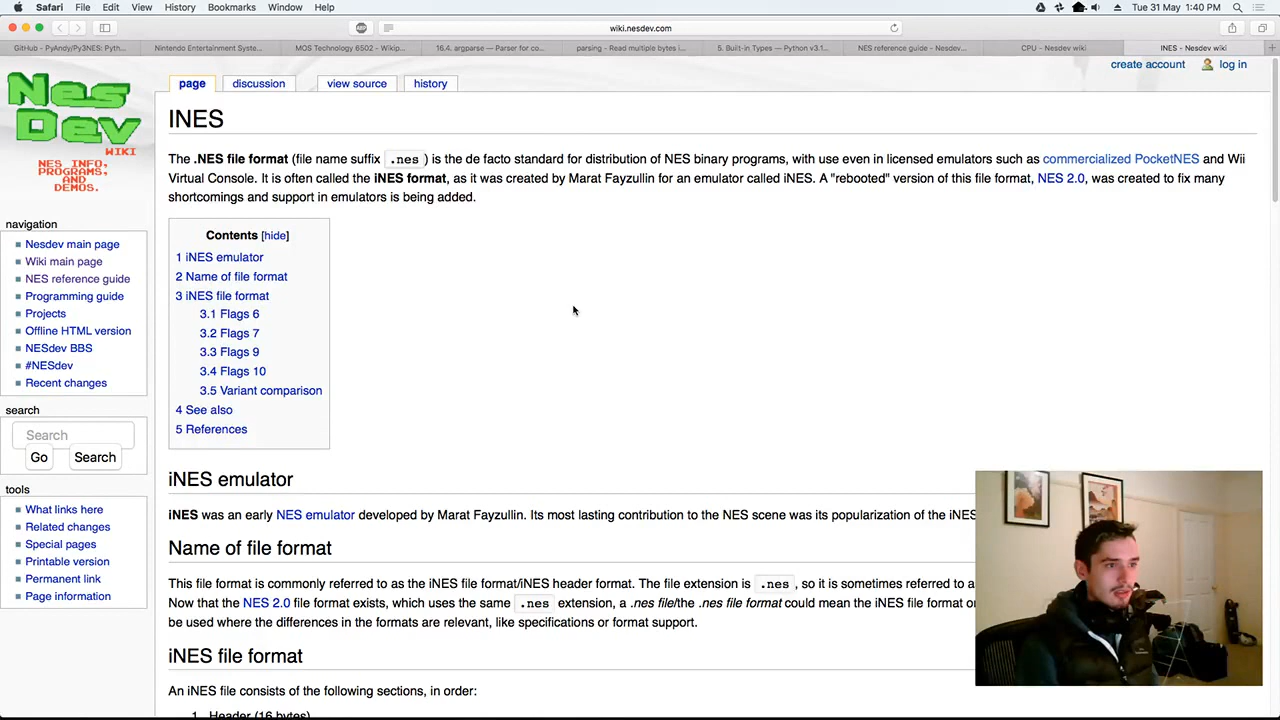 Safari File Edit View History Bookmarks Window Help Tue 31 May 1:40 PM
wiki.nesdev.com
GitHub - PyAndy/Py3NES: Pyth... Nintendo Entertainment Syste... MOS Technology 6502 - Wikip... 16.4. argparse — Parser for co... parsing - Read multiple bytes i... 5. Built-in Types — Python v3.1... NES reference guide - Nesdev... CPU - Nesdev wiki INES - Nesdev wiki
create account log in
page discussion view source history
Nes
Dev
WIKI
NES INFO,
PROGRAMS,
AND
DEMOS.
navigation
Nesdev main page
Wiki main page
NES reference guide
Programming guide
Projects
Offline HTML version
NESdev BBS
#NESdev
Recent changes
search
Search
Go Search
tools
What links here
Related changes
Special pages
Printable version
Permanent link
Page information
INES
The .NES file format (file name suffix .nes ) is the de facto standard for distribution of NES binary programs, with use even in licensed emulators such as commercialized PocketNES and Wii
Virtual Console. It is often called the iNES format, as it was created by Marat Fayzullin for an emulator called iNES. A "rebooted" version of this file format, NES 2.0, was created to fix many
shortcomings and support in emulators is being added.
Contents [hide]
1 iNES emulator
2 Name of file format
3 iNES file format
3.1 Flags 6
3.2 Flags 7
3.3 Flags 9
3.4 Flags 10
3.5 Variant comparison
4 See also
5 References
iNES emulator
iNES was an early NES emulator developed by Marat Fayzullin. Its most lasting contribution to the NES scene was its popularization of the iNES
Name of file format
This file format is commonly referred to as the iNES file format/iNES header format. The file extension is .nes , so it is sometimes referred to a
Now that the NES 2.0 file format exists, which uses the same .nes extension, a .nes file/the .nes file format could mean the iNES file format or
be used where the differences in the formats are relevant, like specifications or format support.
iNES file format
An iNES file consists of the following sections, in order:
1. Header (16 bytes)